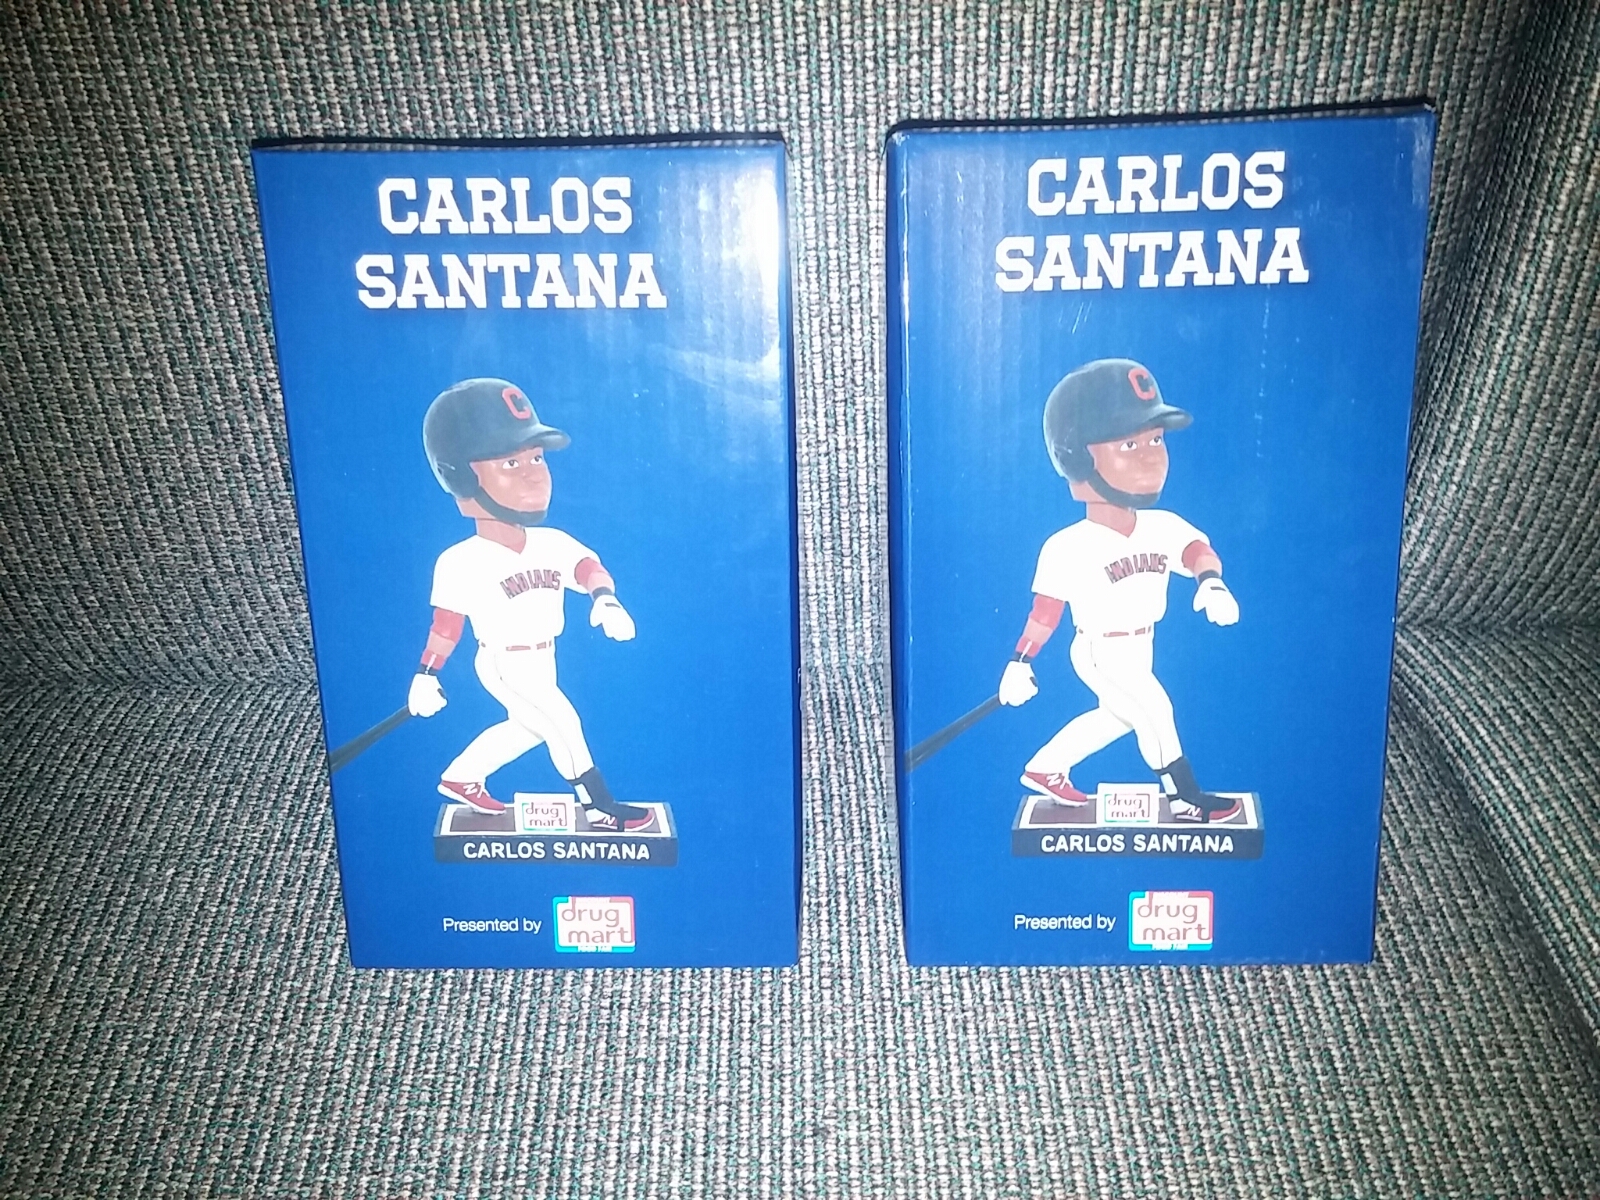 CARLOS
SANTANA
C
INDIANS
drug
mart
CARLOS SANTANA
Presented by
drug
mart
CARLOS
SANTANA
C
INDIANS
drug
mart
CARLOS SANTANA
Presented by
drug
mart